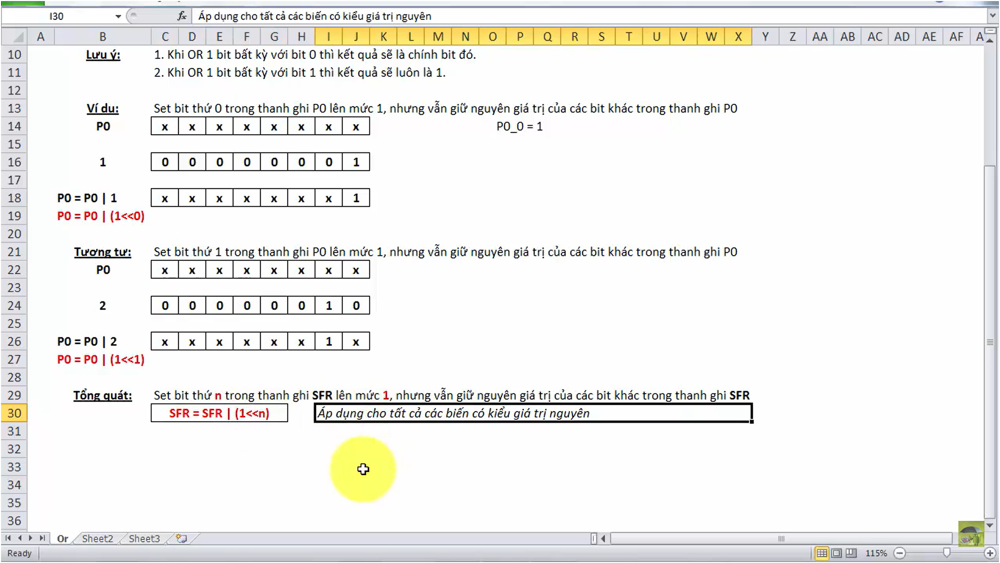 I30
fx
Áp dụng cho tất cả các biến có kiểu giá trị nguyên
A B C D E F G H I J K L M N O P Q R S T U V W X Y Z AA AB AC AD AE AF A
10 Lưu ý: 1. Khi OR 1 bit bất kỳ với bit 0 thì kết quả sẽ là chính bit đó.
11 2. Khi OR 1 bit bất kỳ với bit 1 thì kết quả sẽ luôn là 1.
12
13 Ví dụ: Set bit thứ 0 trong thanh ghi P0 lên mức 1, nhưng vẫn giữ nguyên giá trị của các bit khác trong thanh ghi P0
14 P0 x x x x x x x x P0_0 = 1
15
16 1 0 0 0 0 0 0 0 1
17
18 P0 = P0 | 1 x x x x x x x 1
19 P0 = P0 | (1<<0)
20
21 Tương tự: Set bit thứ 1 trong thanh ghi P0 lên mức 1, nhưng vẫn giữ nguyên giá trị của các bit khác trong thanh ghi P0
22 P0 x x x x x x x x
23
24 2 0 0 0 0 0 0 1 0
25
26 P0 = P0 | 2 x x x x x x 1 x
27 P0 = P0 | (1<<1)
28
29 Tổng quát: Set bit thứ n trong thanh ghi SFR lên mức 1, nhưng vẫn giữ nguyên giá trị của các bit khác trong thanh ghi SFR
30 SFR = SFR | (1<<n) Áp dụng cho tất cả các biến có kiểu giá trị nguyên
31
32
33
34
35
36
Or Sheet2 Sheet3
Ready 115%